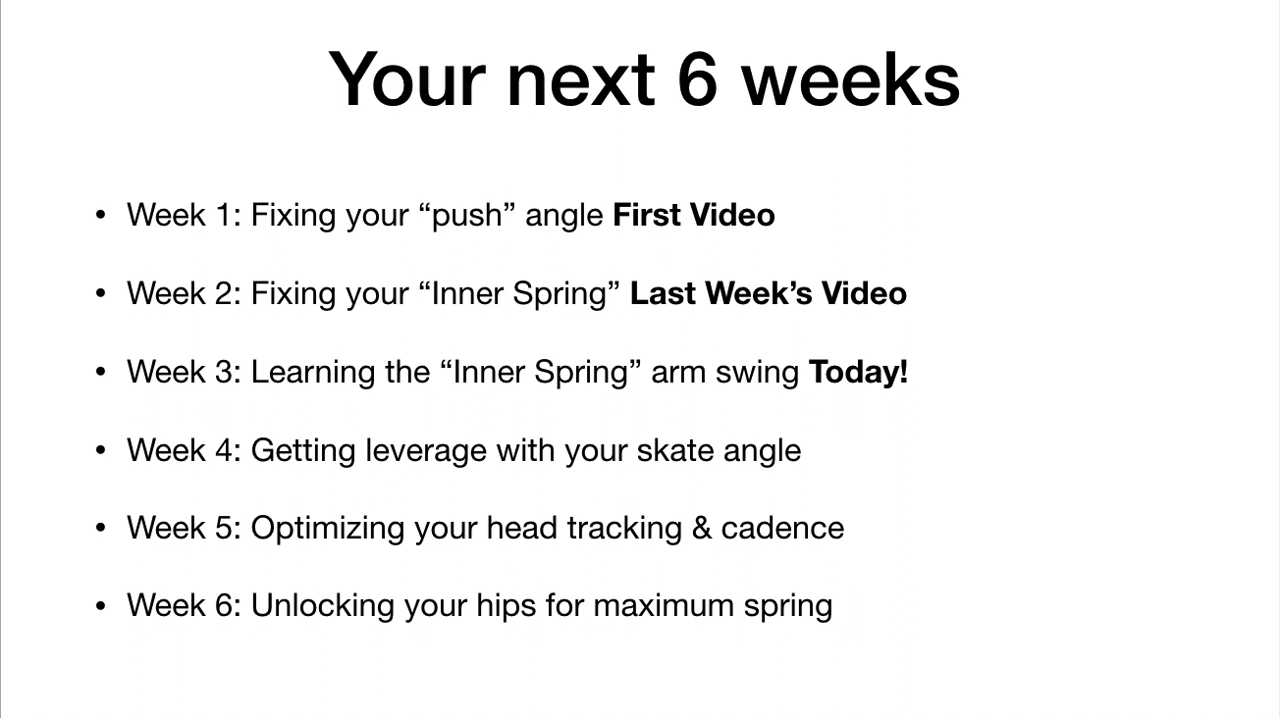 Your next 6 weeks
• Week 1: Fixing your “push” angle First Video
• Week 2: Fixing your “Inner Spring” Last Week’s Video
• Week 3: Learning the “Inner Spring” arm swing Today!
• Week 4: Getting leverage with your skate angle
• Week 5: Optimizing your head tracking & cadence
• Week 6: Unlocking your hips for maximum spring